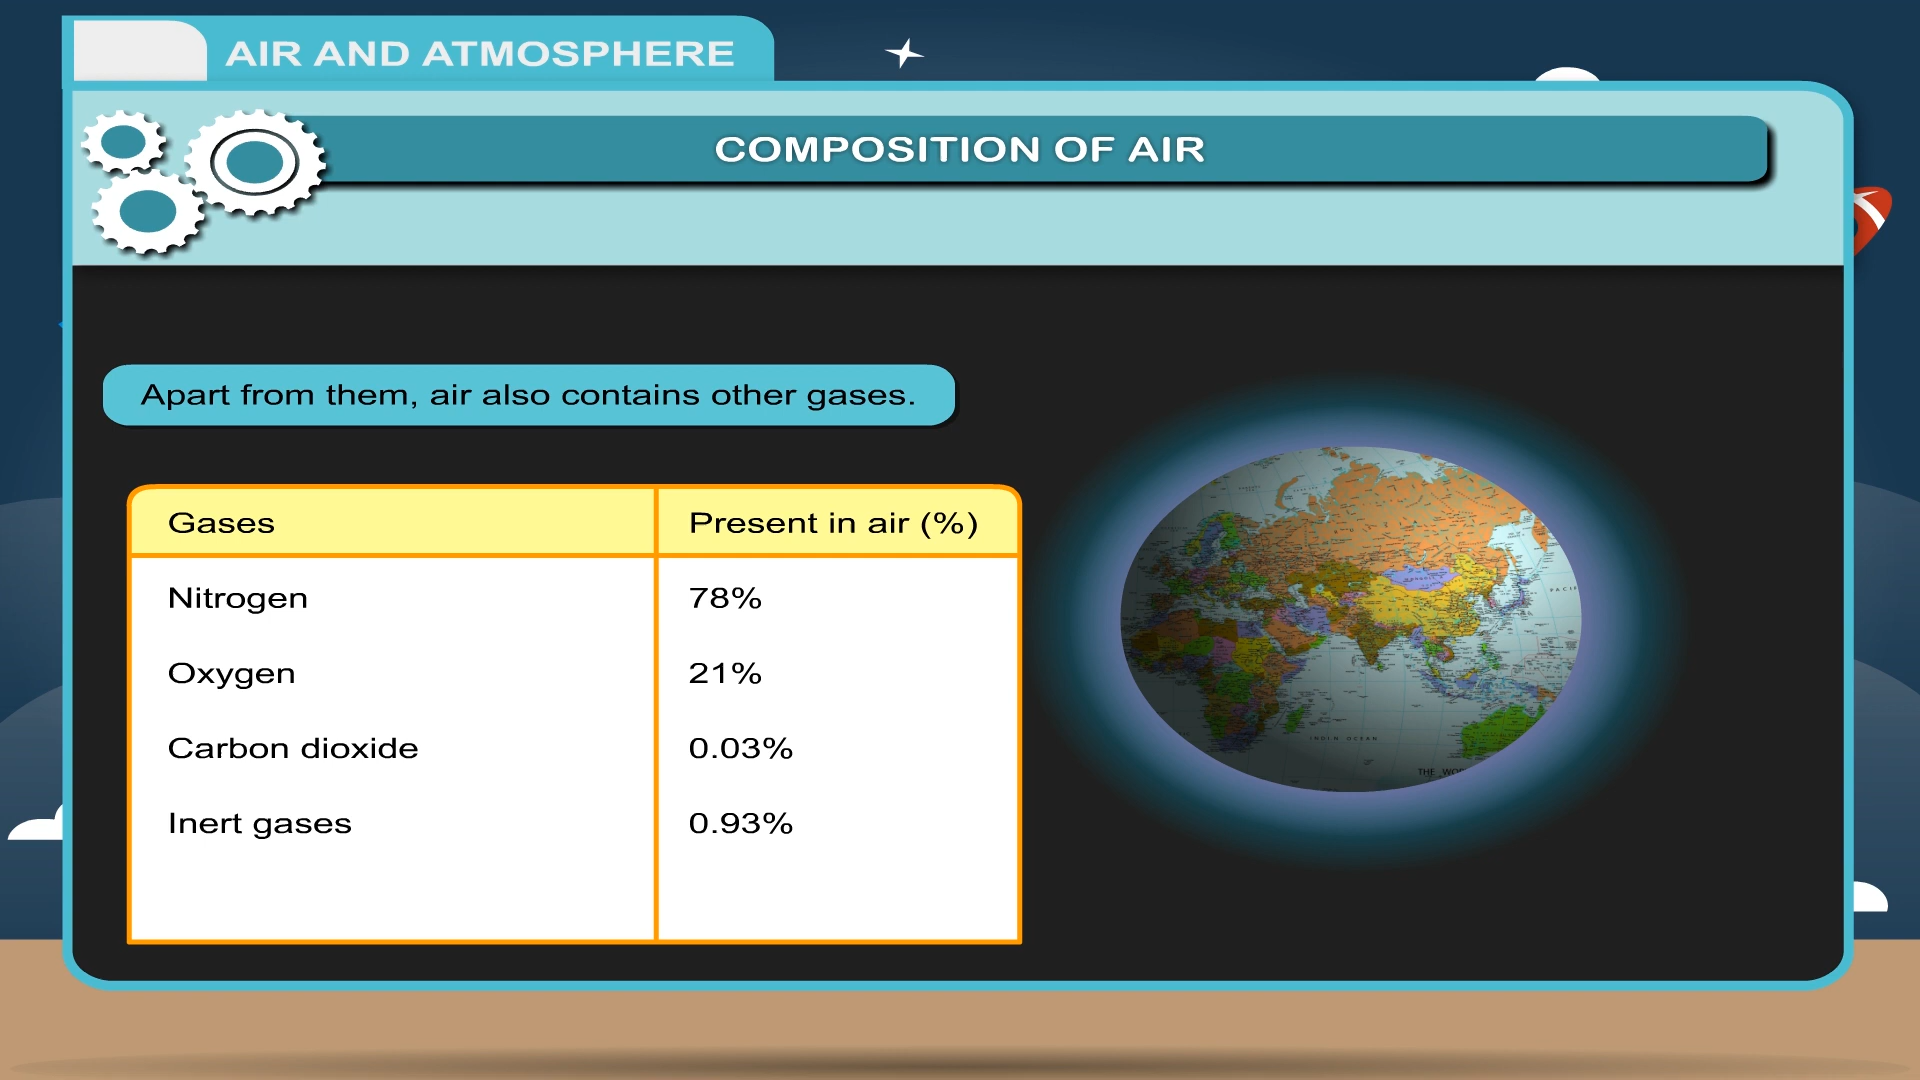 AIR AND ATMOSPHERE
COMPOSITION OF AIR
Apart from them, air also contains other gases.
Gases Present in air (%)
Nitrogen 78%
Oxygen 21%
Carbon dioxide 0.03%
Inert gases 0.93%